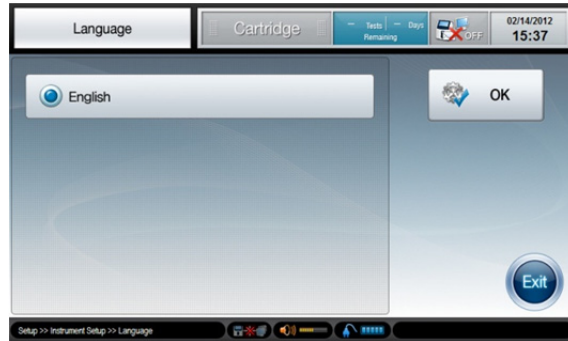 Language
Cartridge
– Tests – Days
Remaining
OFF
02/14/2012
15:37
English
OK
Exit
Setup >> Instrument Setup >> Language